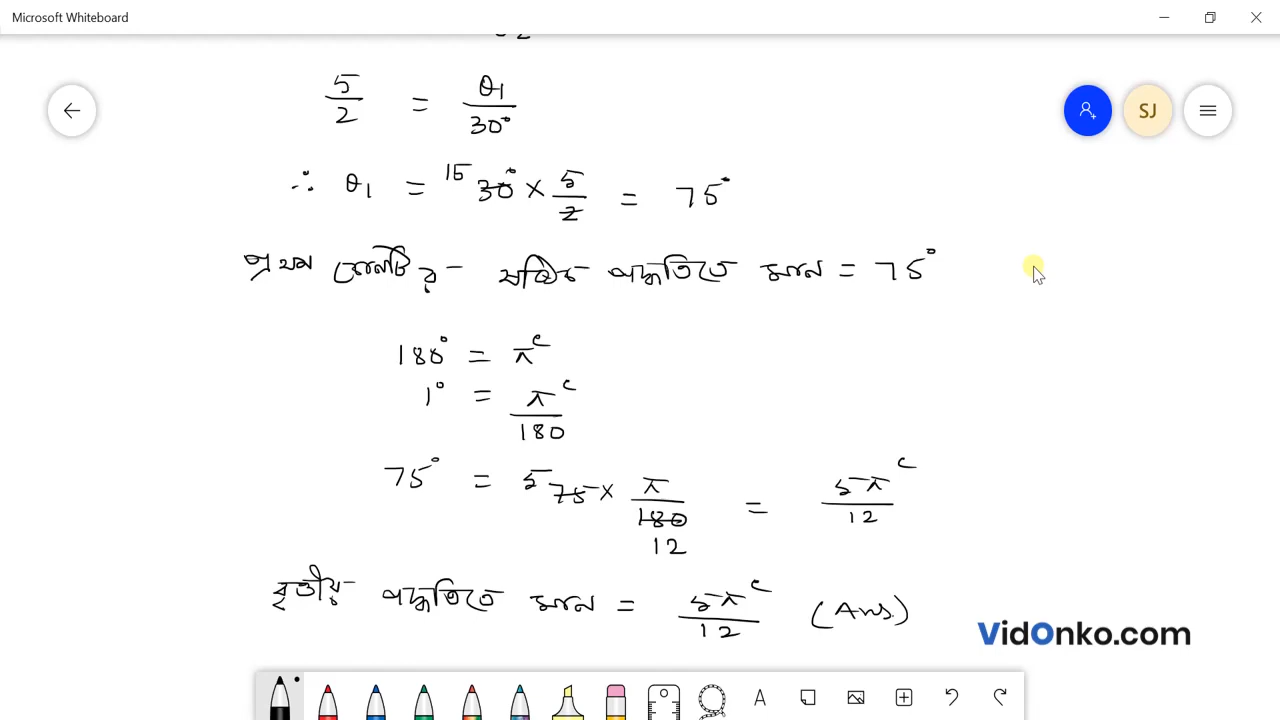 Microsoft Whiteboard
5/2 = θ1/30°
SJ
∴ θ1 = 15 30° × 5/2 = 75°
প্রথম কোনটির ষষ্ঠিক পদ্ধতিতে মান = 75°
180° = π^c
1° = π^c/180
75° = 5 75 × π/180 12 = 5π^c/12
বৃত্তীয় পদ্ধতিতে মান = 5π^c/12 (Ans.)
VidOnko.com
A